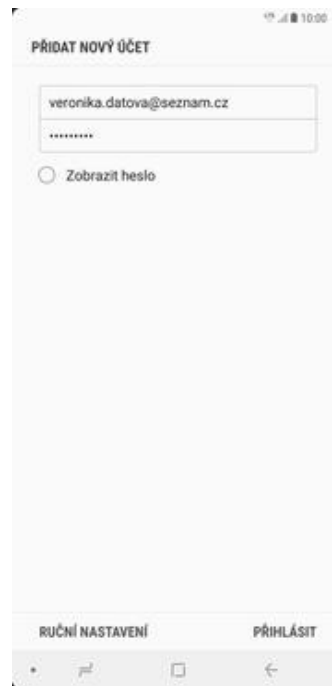 10:00
PŘIDAT NOVÝ ÚČET
veronika.datova@seznam.cz
•••••••••
Zobrazit heslo
RUČNÍ NASTAVENÍ PŘIHLÁSIT